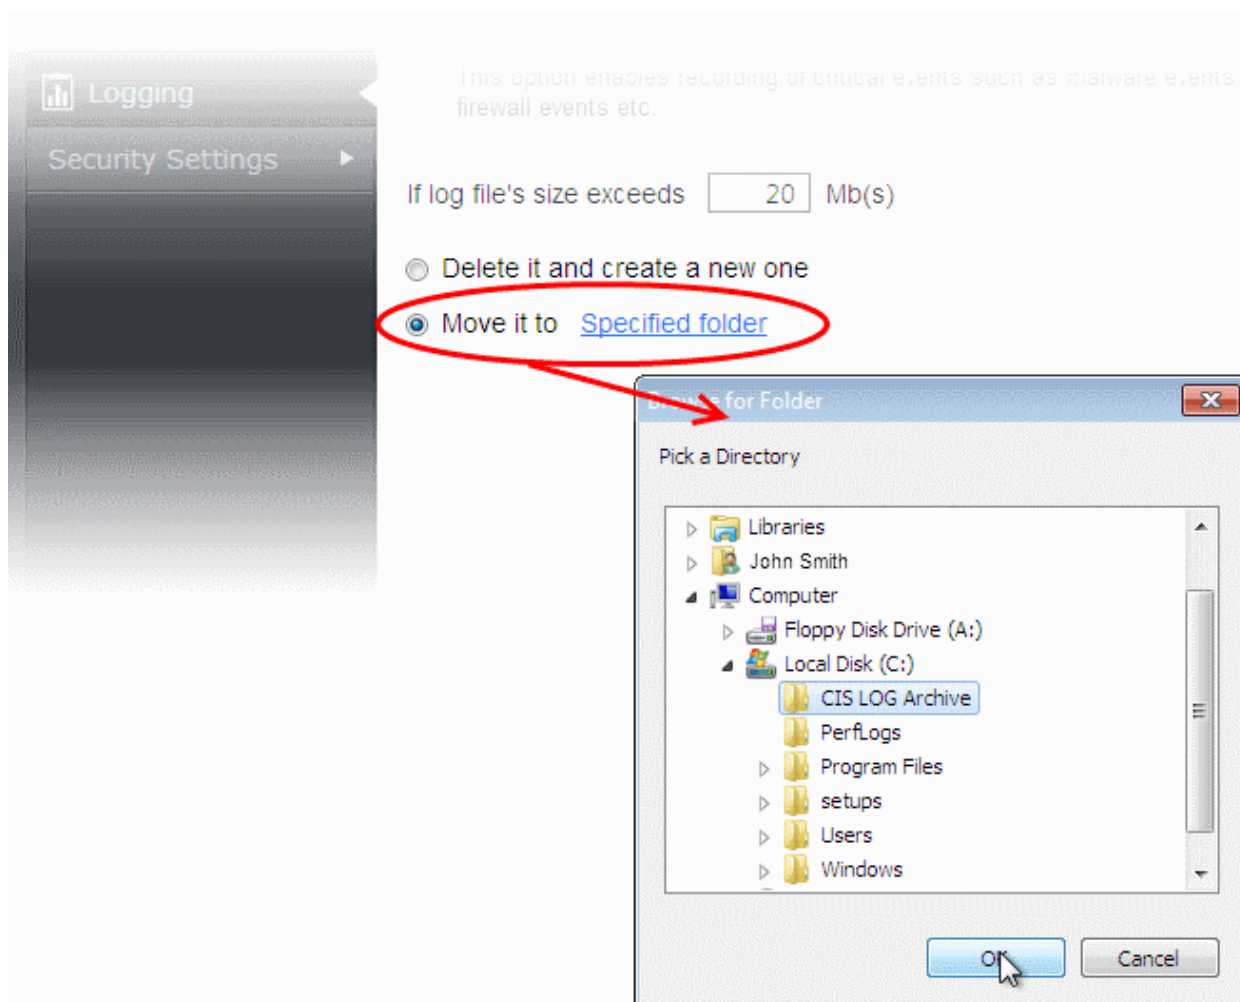 This option enables recording of critical events such as malware events
firewall events etc.
Logging
Security Settings
If log file's size exceeds 20 Mb(s)
Delete it and create a new one
Move it to Specified folder
Browse for Folder
Pick a Directory
Libraries
John Smith
Computer
Floppy Disk Drive (A:)
Local Disk (C:)
CIS LOG Archive
PerfLogs
Program Files
setups
Users
Windows
OK Cancel